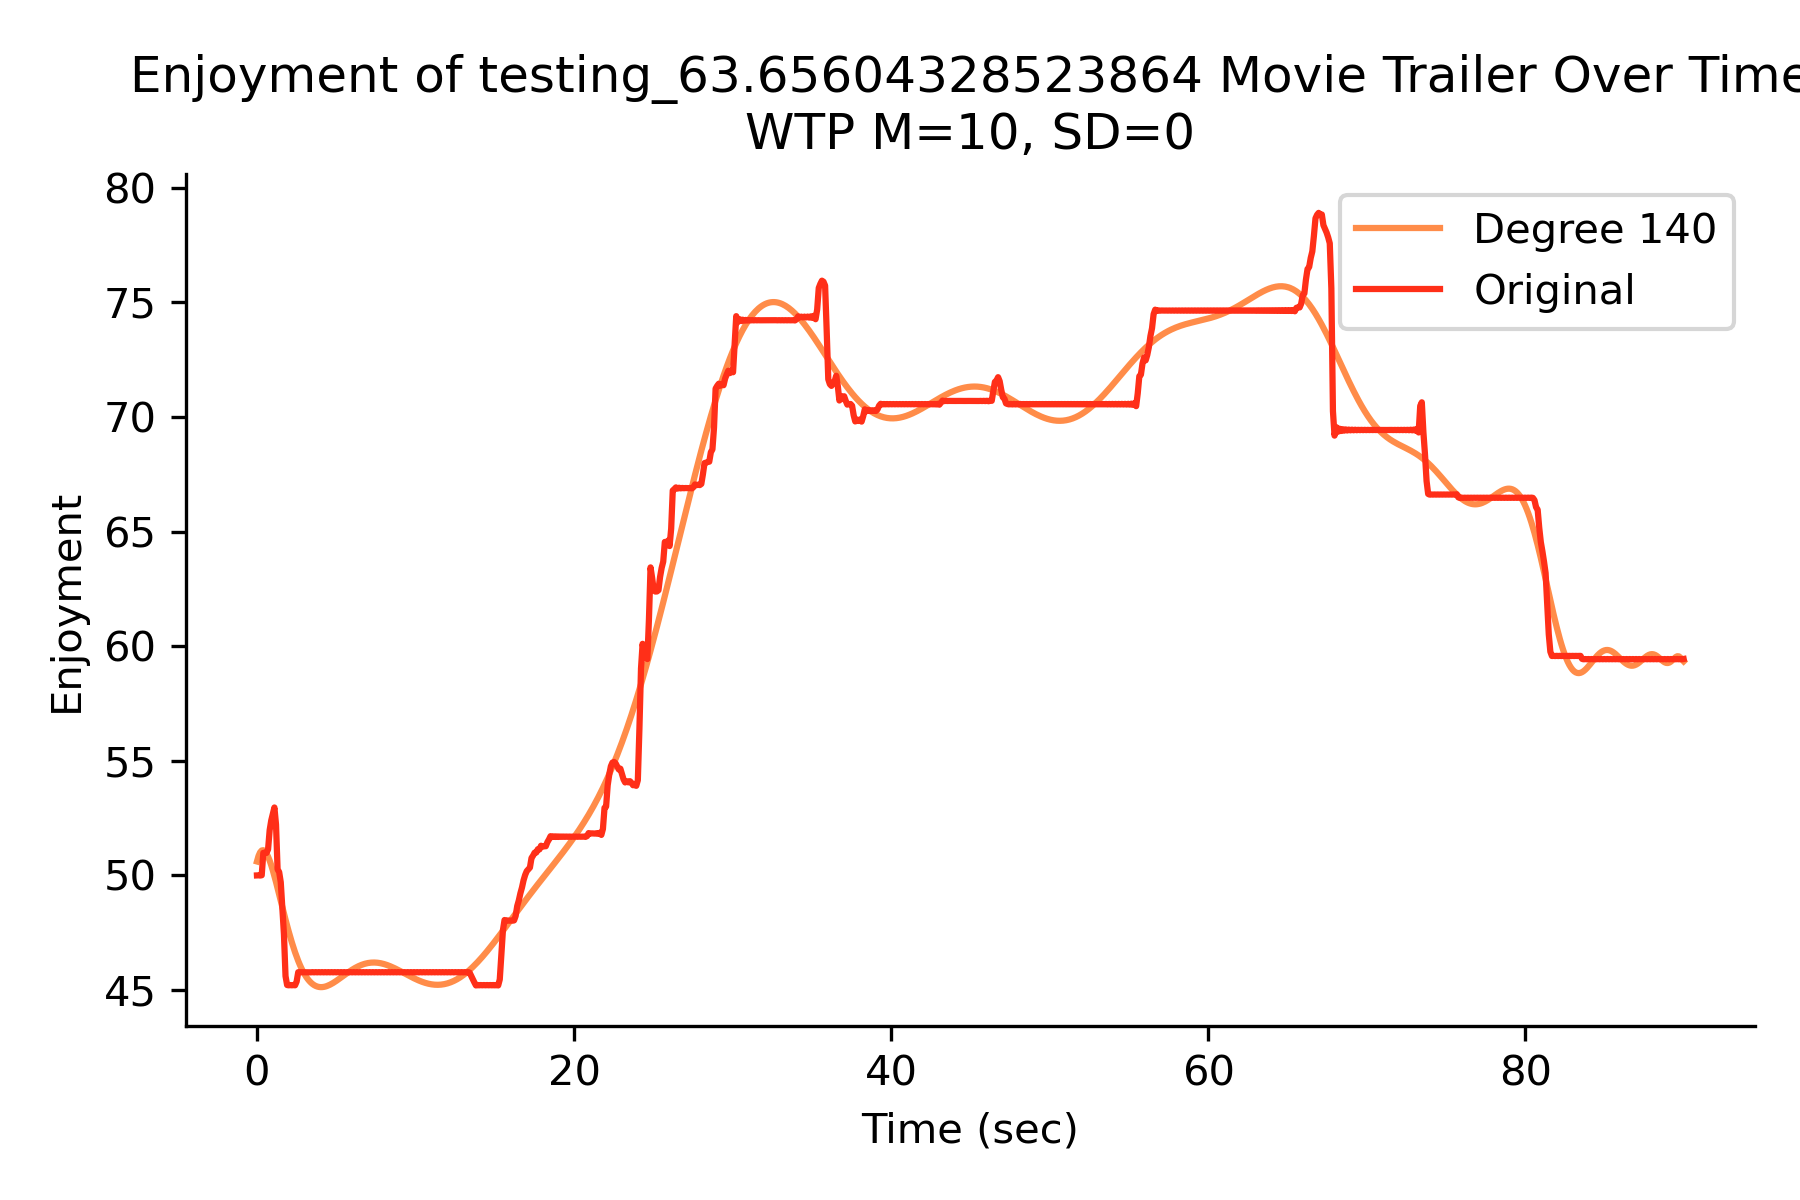 Enjoyment of testing_63.65604328523864 Movie Trailer Over Time
WTP M=10, SD=0
80
75
70
65
60
55
50
45
Enjoyment
Degree 140
Original
0 20 40 60 80
Time (sec)